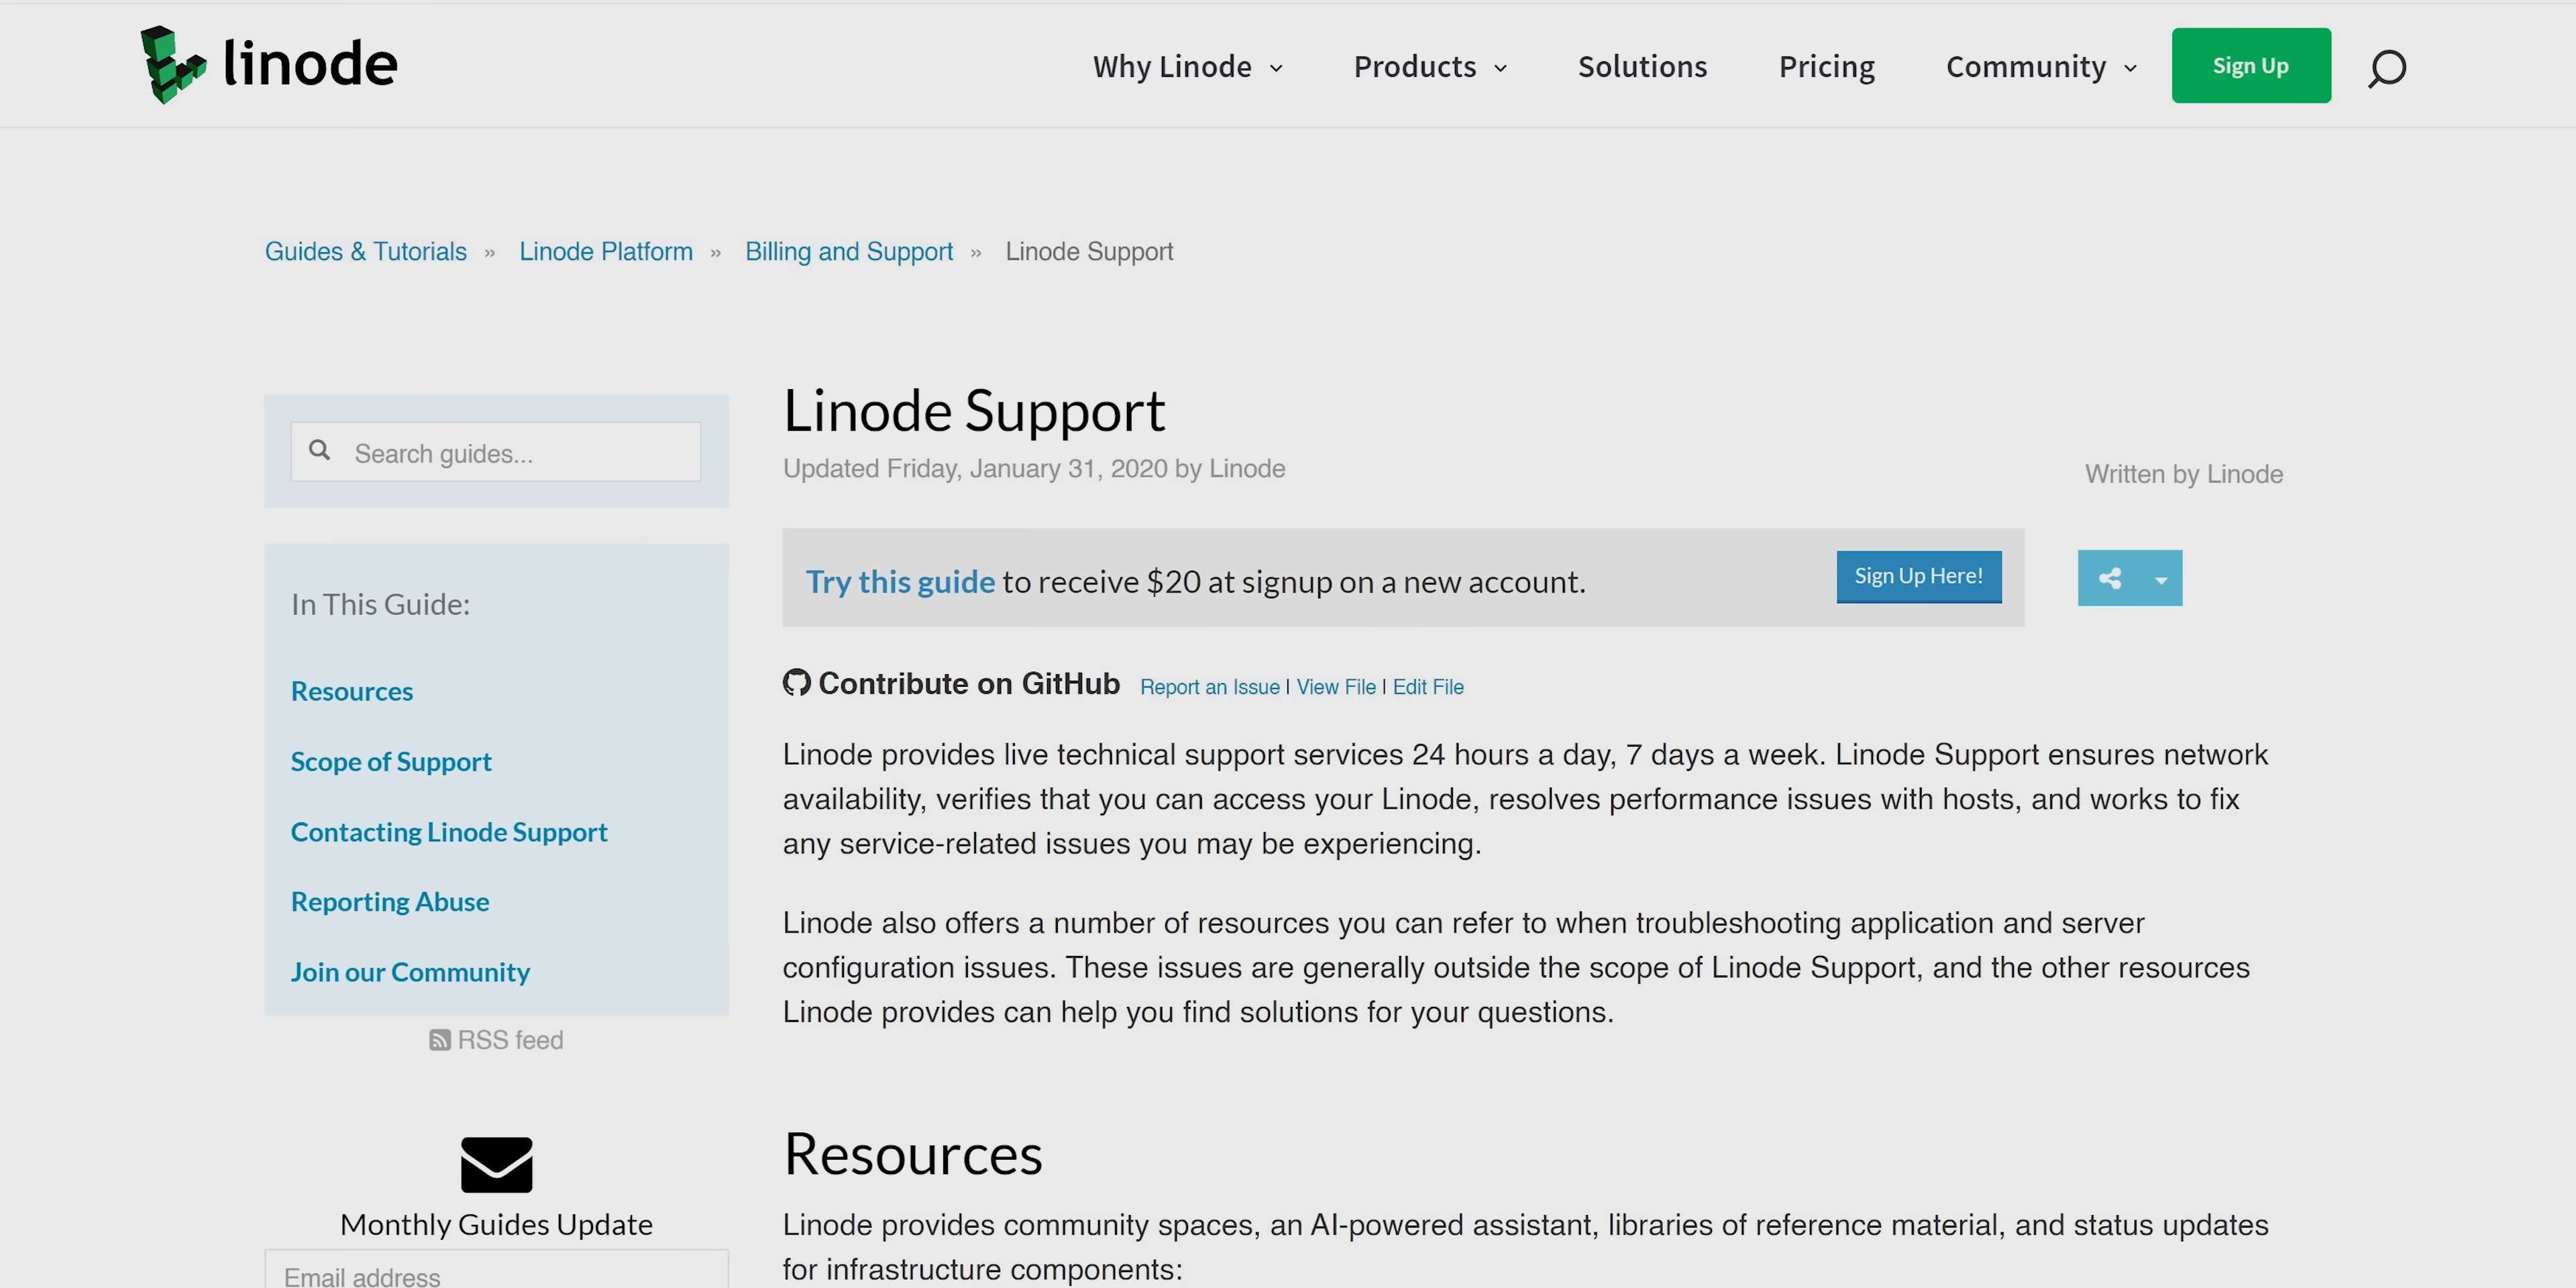 linode
Why Linode
Products
Solutions
Pricing
Community
Sign Up
Guides & Tutorials » Linode Platform » Billing and Support » Linode Support
Search guides...
In This Guide:
Resources
Scope of Support
Contacting Linode Support
Reporting Abuse
Join our Community
RSS feed
Monthly Guides Update
Email address
Linode Support
Updated Friday, January 31, 2020 by Linode
Written by Linode
Try this guide to receive $20 at signup on a new account.
Sign Up Here!
Contribute on GitHub Report an Issue | View File | Edit File
Linode provides live technical support services 24 hours a day, 7 days a week. Linode Support ensures network
availability, verifies that you can access your Linode, resolves performance issues with hosts, and works to fix
any service-related issues you may be experiencing.
Linode also offers a number of resources you can refer to when troubleshooting application and server
configuration issues. These issues are generally outside the scope of Linode Support, and the other resources
Linode provides can help you find solutions for your questions.
Resources
Linode provides community spaces, an AI-powered assistant, libraries of reference material, and status updates
for infrastructure components: